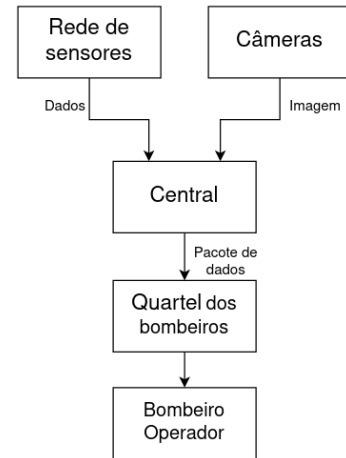 Rede de
sensores
Câmeras
Dados
Imagem
Central
Pacote de
dados
Quartel dos
bombeiros
Bombeiro
Operador